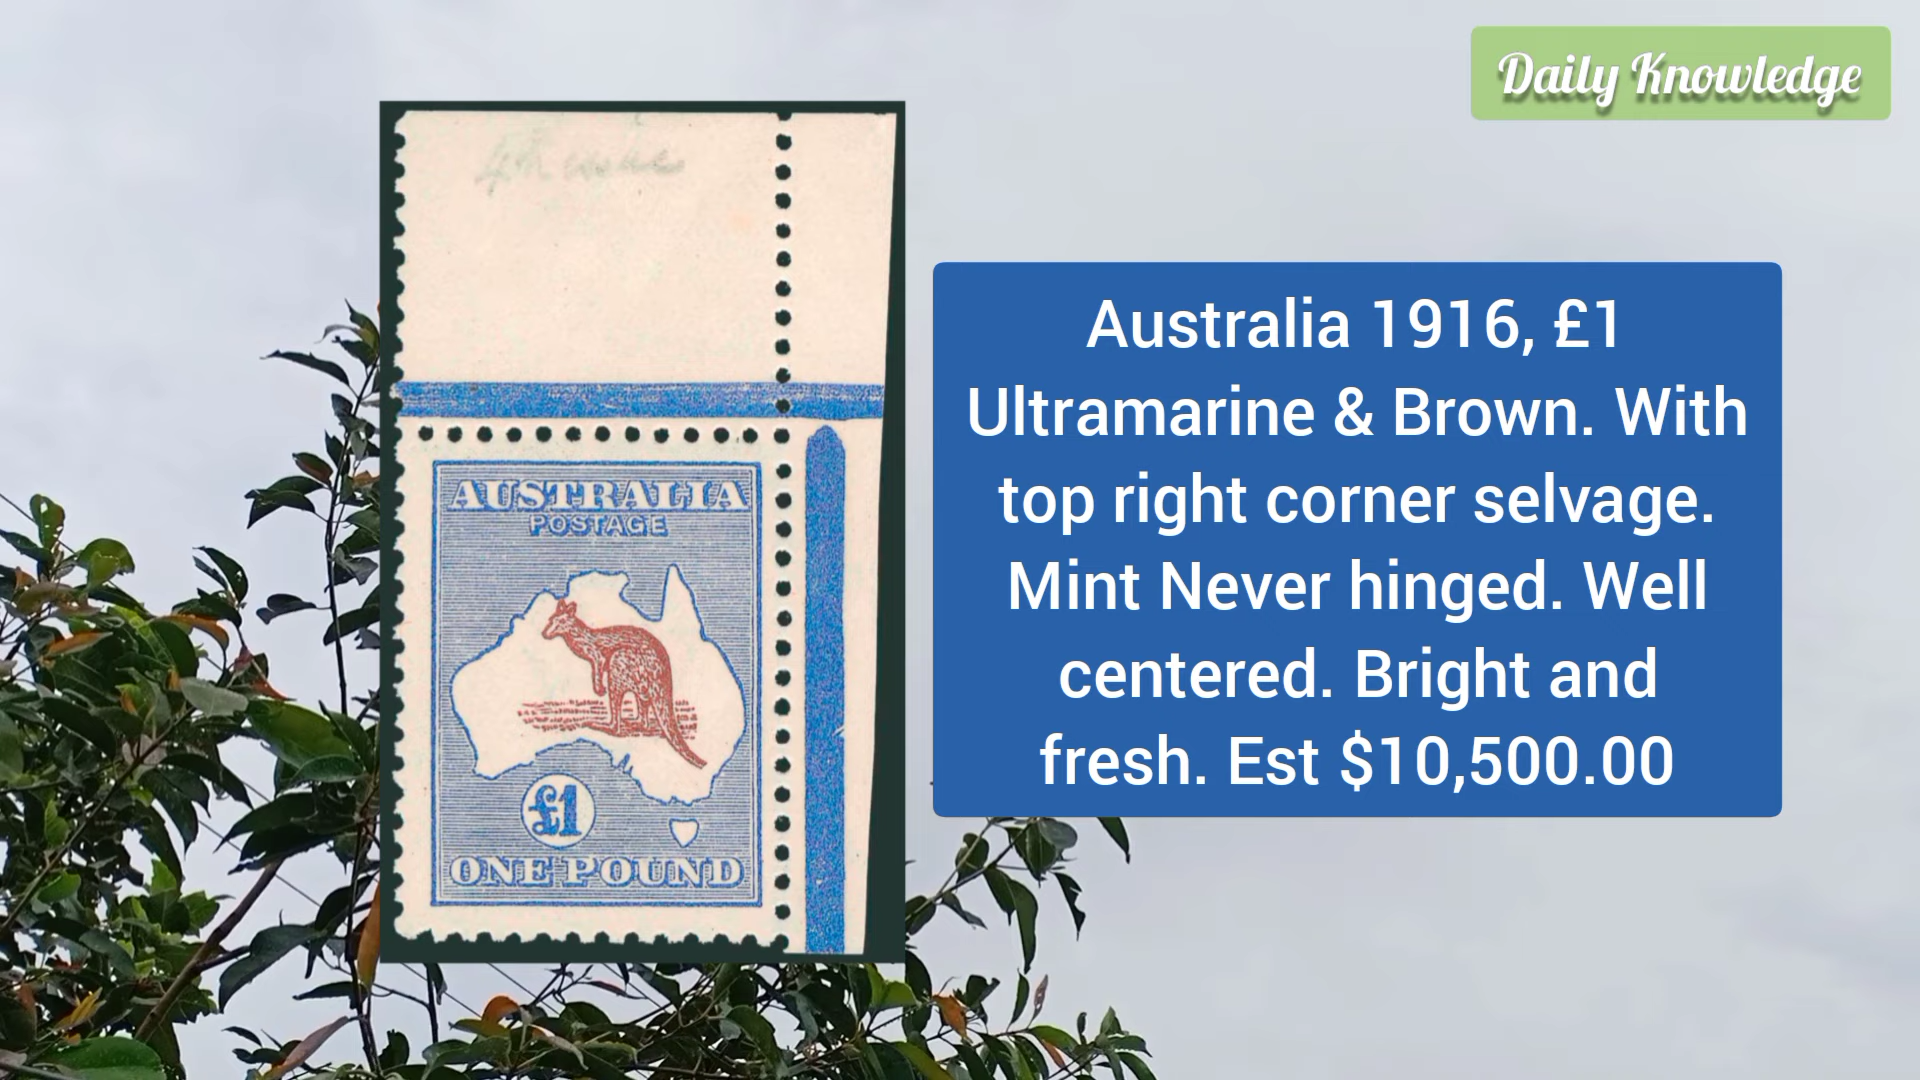 Daily Knowledge
AUSTRALIA
POSTAGE
£1
ONE POUND
Australia 1916, £1
Ultramarine & Brown. With
top right corner selvage.
Mint Never hinged. Well
centered. Bright and
fresh. Est $10,500.00